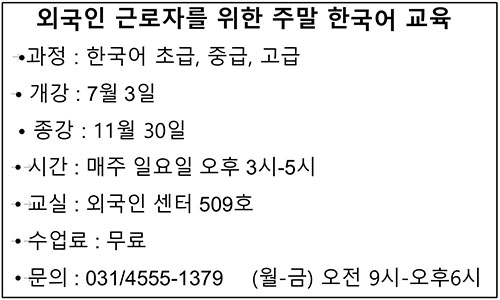 외국인 근로자를 위한 주말 한국어 교육
•과정 : 한국어 초급, 중급, 고급
• 개강 : 7월 3일
• 종강 : 11월 30일
•시간 : 매주 일요일 오후 3시-5시
•교실 : 외국인 센터 509호
•수업료 : 무료
•문의 : 031/4555-1379 (월-금) 오전 9시-오후6시